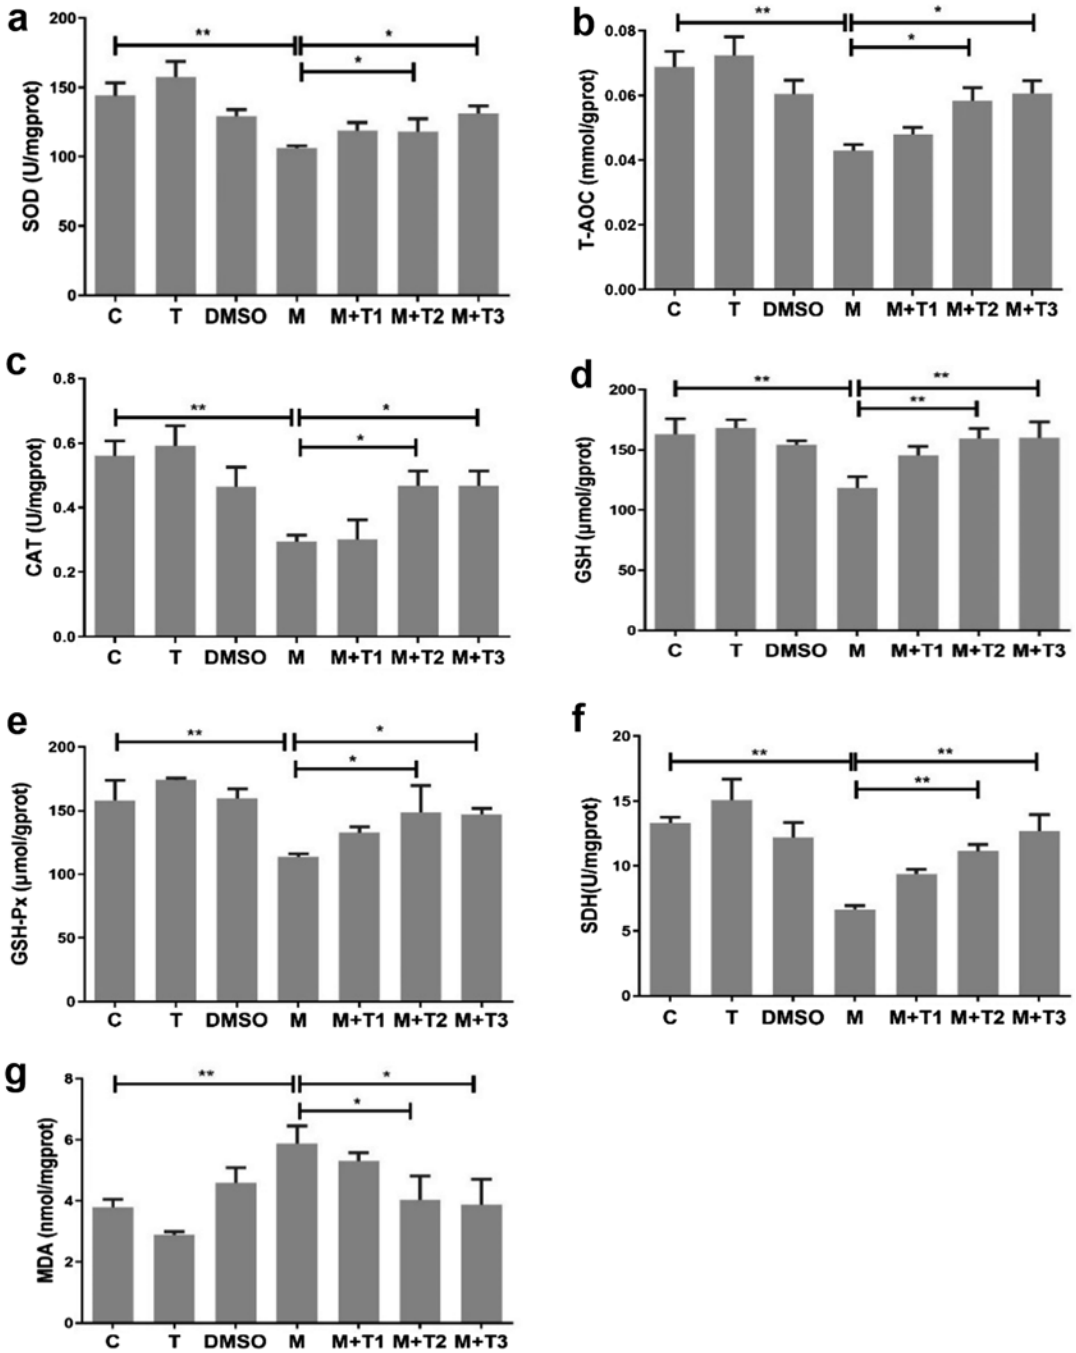 a
SOD (U/mgprot)
200
150
100
50
0
** * *
C T DMSO M M+T1 M+T2 M+T3
b
T-AOC (mmol/gprot)
0.08
0.06
0.04
0.02
0.00
** * *
C T DMSO M M+T1 M+T2 M+T3
c
CAT (U/mgprot)
0.8
0.6
0.4
0.2
0.0
** * *
C T DMSO M M+T1 M+T2 M+T3
d
GSH (μmol/gprot)
200
150
100
50
0
** ** **
C T DMSO M M+T1 M+T2 M+T3
e
GSH-Px (μmol/gprot)
200
150
100
50
0
** * *
C T DMSO M M+T1 M+T2 M+T3
f
SDH(U/mgprot)
20
15
10
5
0
** ** **
C T DMSO M M+T1 M+T2 M+T3
g
MDA (nmol/mgprot)
8
6
4
2
0
** * *
C T DMSO M M+T1 M+T2 M+T3